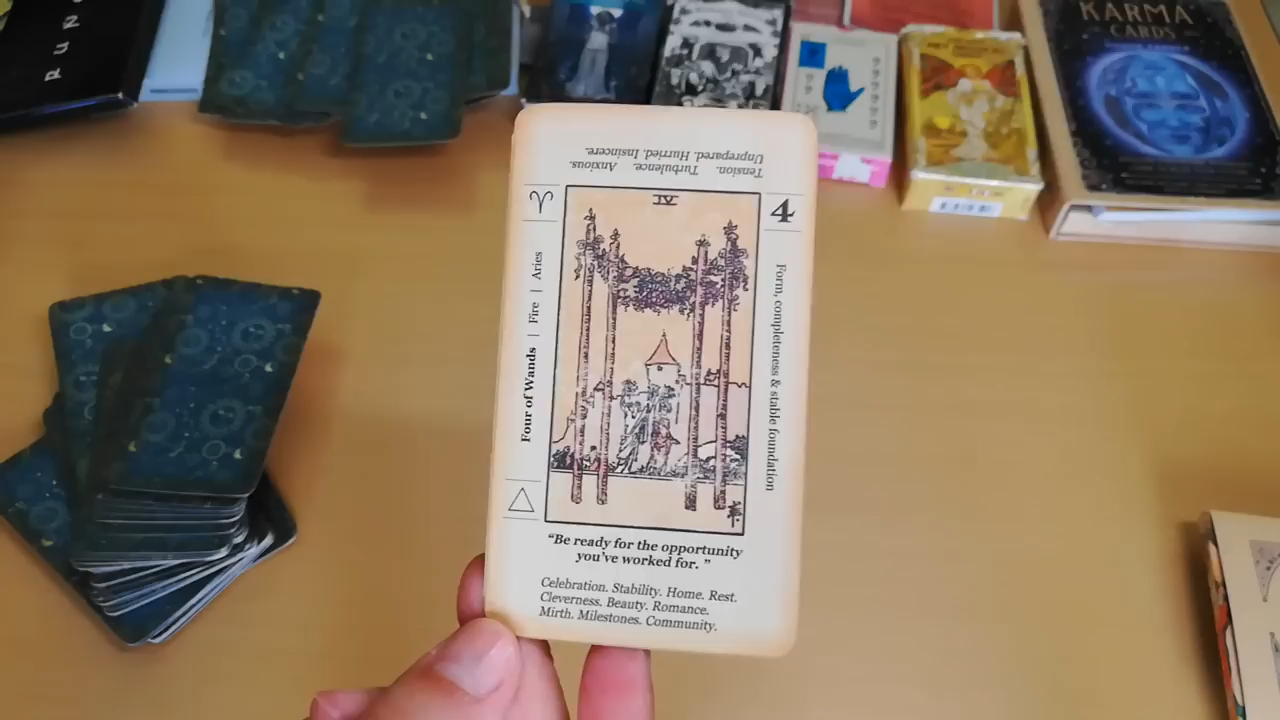 RUNO
KARMA
CARDS
Tension. Turbulence. Anxious.
Unprepared. Hurried. Insincere.
♈
IV
4
Four of Wands | Fire | Aries
Form, completeness & stable foundation
"Be ready for the opportunity
you've worked for. "
Celebration. Stability. Home. Rest.
Cleverness. Beauty. Romance.
Mirth. Milestones. Community.